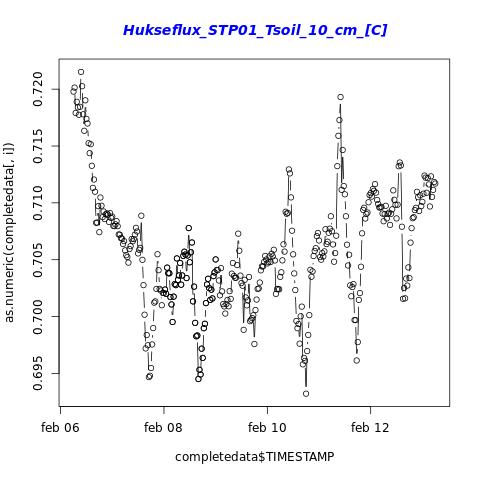 Hukseflux_STP01_Tsoil_10_cm_[C]
as.numeric(completedata[, i])
0.720
0.715
0.710
0.705
0.700
0.695
feb 06
feb 08
feb 10
feb 12
completedata$TIMESTAMP